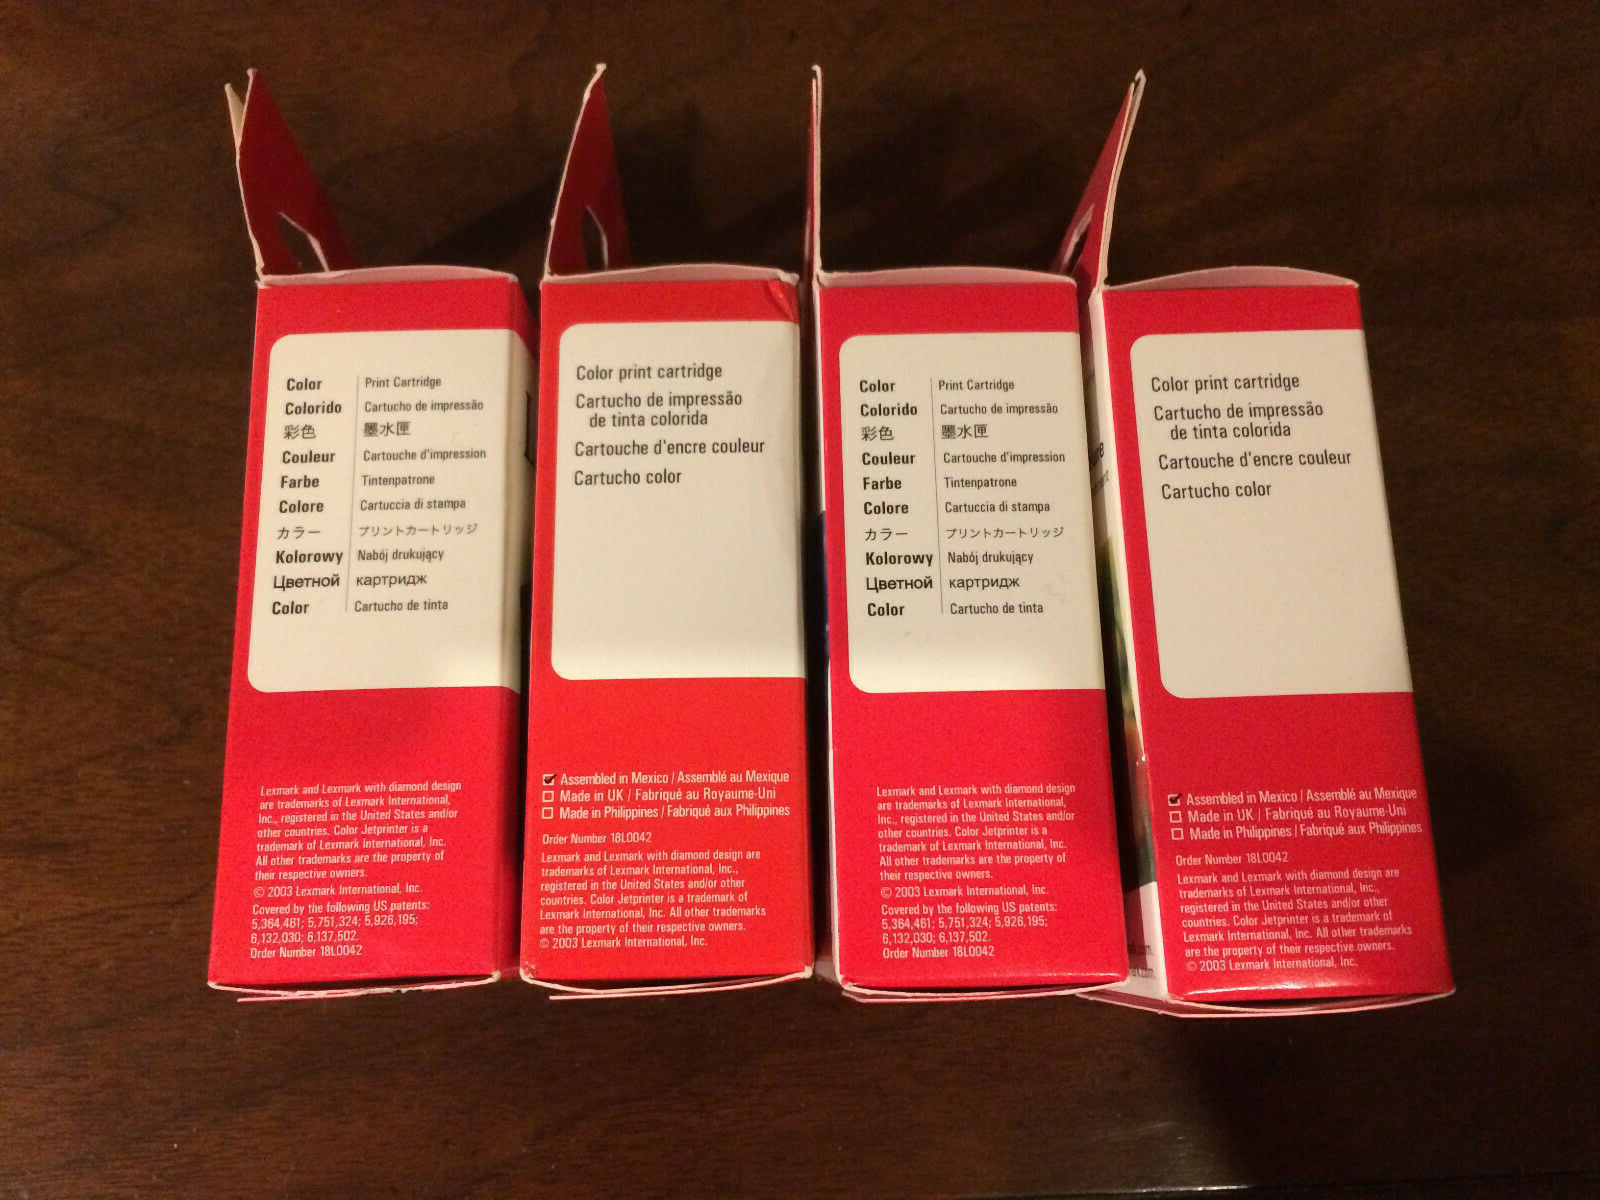 Color Print Cartridge
Colorido Cartucho de impressão
彩色 墨水匣
Couleur Cartouche d'impression
Farbe Tintenpatrone
Colore Cartuccia di stampa
カラー プリントカートリッジ
Kolorowy Nabój drukujący
Цветной картридж
Color Cartucho de tinta
Lexmark and Lexmark with diamond design
are trademarks of Lexmark International,
Inc., registered in the United States and/or
other countries. Color Jetprinter is a
trademark of Lexmark International, Inc.
All other trademarks are the property of
their respective owners.
© 2003 Lexmark International, Inc.
Covered by the following US patents:
5,364,461; 5,751,324; 5,926,195;
6,132,030; 6,137,502.
Order Number 18L0042
Color print cartridge
Cartucho de impressão
de tinta colorida
Cartouche d'encre couleur
Cartucho color
Assembled in Mexico / Assemblé au Mexique
Made in UK / Fabriqué au Royaume-Uni
Made in Philippines / Fabriqué aux Philippines
Order Number 18L0042
Lexmark and Lexmark with diamond design are
trademarks of Lexmark International, Inc.,
registered in the United States and/or other
countries. Color Jetprinter is a trademark of
Lexmark International, Inc. All other trademarks
are the property of their respective owners.
© 2003 Lexmark International, Inc.
Color Print Cartridge
Colorido Cartucho de impressão
彩色 墨水匣
Couleur Cartouche d'impression
Farbe Tintenpatrone
Colore Cartuccia di stampa
カラー プリントカートリッジ
Kolorowy Nabój drukujący
Цветной картридж
Color Cartucho de tinta
Lexmark and Lexmark with diamond design
are trademarks of Lexmark International,
Inc., registered in the United States and/or
other countries. Color Jetprinter is a
trademark of Lexmark International, Inc.
All other trademarks are the property of
their respective owners.
© 2003 Lexmark International, Inc.
Covered by the following US patents:
5,364,461; 5,751,324; 5,926,195;
6,132,030; 6,137,502.
Order Number 18L0042
Color print cartridge
Cartucho de impressão
de tinta colorida
Cartouche d'encre couleur
Cartucho color
Assembled in Mexico / Assemblé au Mexique
Made in UK / Fabriqué au Royaume-Uni
Made in Philippines / Fabriqué aux Philippines
Order Number 18L0042
Lexmark and Lexmark with diamond design are
trademarks of Lexmark International, Inc.,
registered in the United States and/or other
countries. Color Jetprinter is a trademark of
Lexmark International, Inc. All other trademarks
are the property of their respective owners.
© 2003 Lexmark International, Inc.